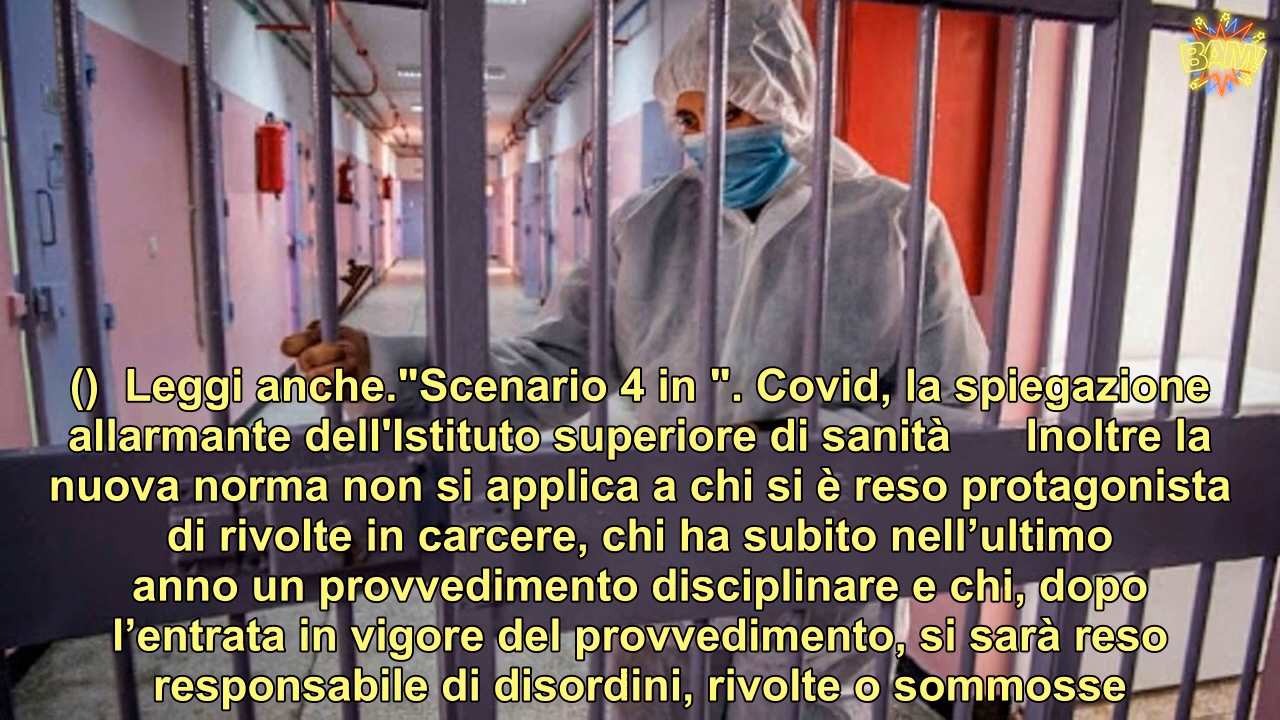 BAM!
()  Leggi anche."Scenario 4 in ". Covid, la spiegazione
allarmante dell'Istituto superiore di sanità      Inoltre la
nuova norma non si applica a chi si è reso protagonista
di rivolte in carcere, chi ha subito nell’ultimo
anno un provvedimento disciplinare e chi, dopo
l’entrata in vigore del provvedimento, si sarà reso
responsabile di disordini, rivolte o sommosse